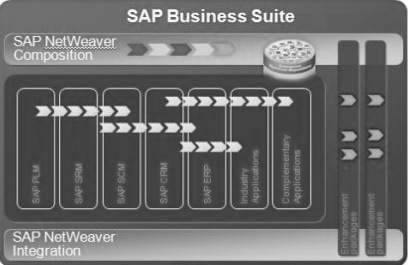 SAP Business Suite
SAP NetWeaver
Composition
SAP PLM
SAP SRM
SAP SCM
SAP CRM
SAP ERP
Industry
Applications
Complementary
Applications
Enhancement
packages
Enhancement
packages
SAP NetWeaver
Integration